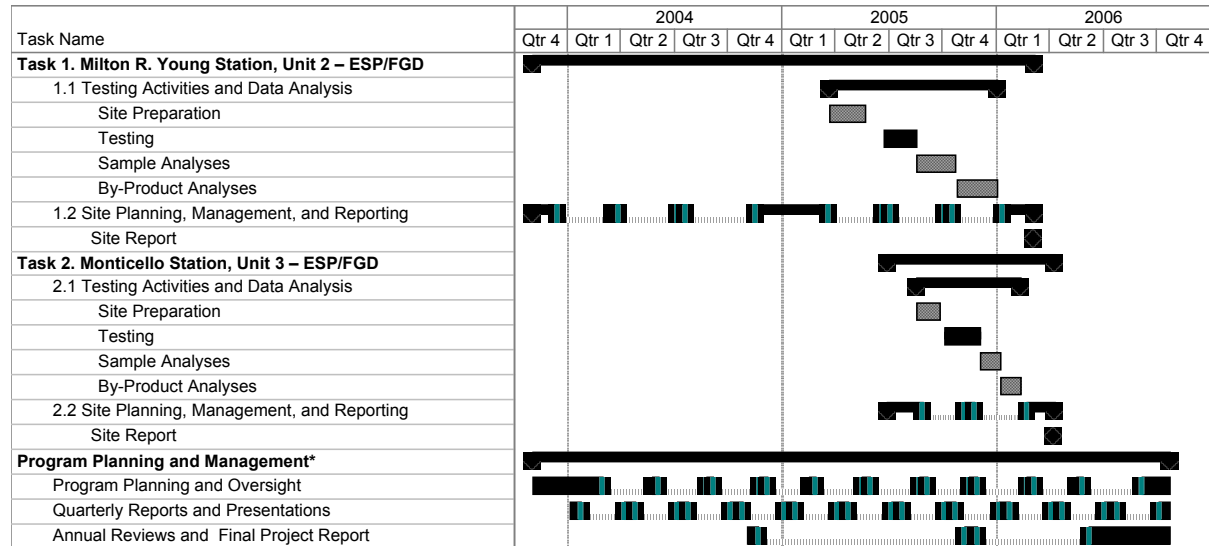 2004 2005 2006
Task Name Qtr 4 Qtr 1 Qtr 2 Qtr 3 Qtr 4 Qtr 1 Qtr 2 Qtr 3 Qtr 4 Qtr 1 Qtr 2 Qtr 3 Qtr 4
Task 1. Milton R. Young Station, Unit 2 – ESP/FGD
1.1 Testing Activities and Data Analysis
Site Preparation
Testing
Sample Analyses
By-Product Analyses
1.2 Site Planning, Management, and Reporting
Site Report
Task 2. Monticello Station, Unit 3 – ESP/FGD
2.1 Testing Activities and Data Analysis
Site Preparation
Testing
Sample Analyses
By-Product Analyses
2.2 Site Planning, Management, and Reporting
Site Report
Program Planning and Management*
Program Planning and Oversight
Quarterly Reports and Presentations
Annual Reviews and Final Project Report